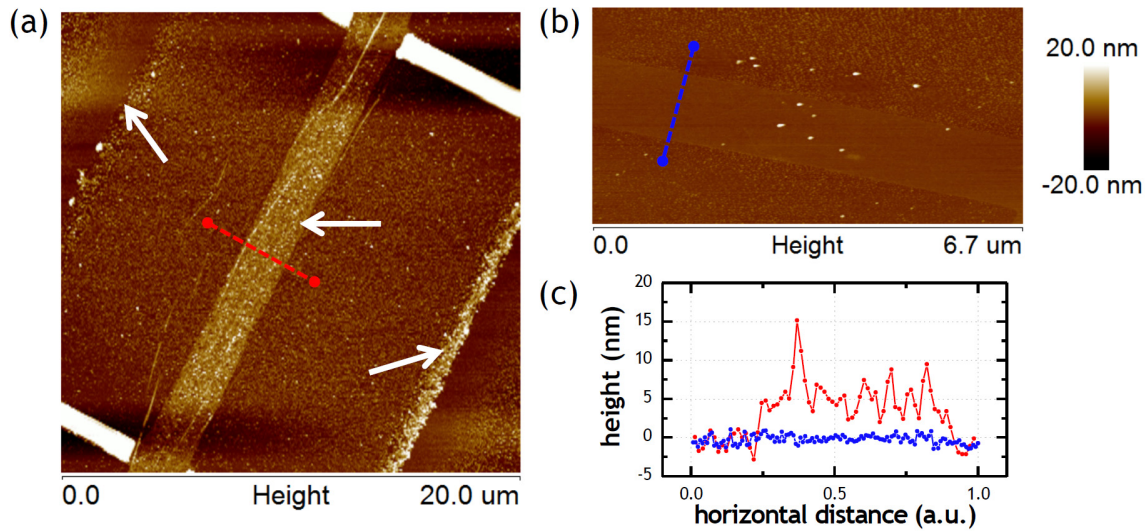 (a)
0.0 Height 20.0 um
(b)
20.0 nm
-20.0 nm
0.0 Height 6.7 um
(c)
20
15
10
5
0
-5
height (nm)
0.0 0.5 1.0
horizontal distance (a.u.)